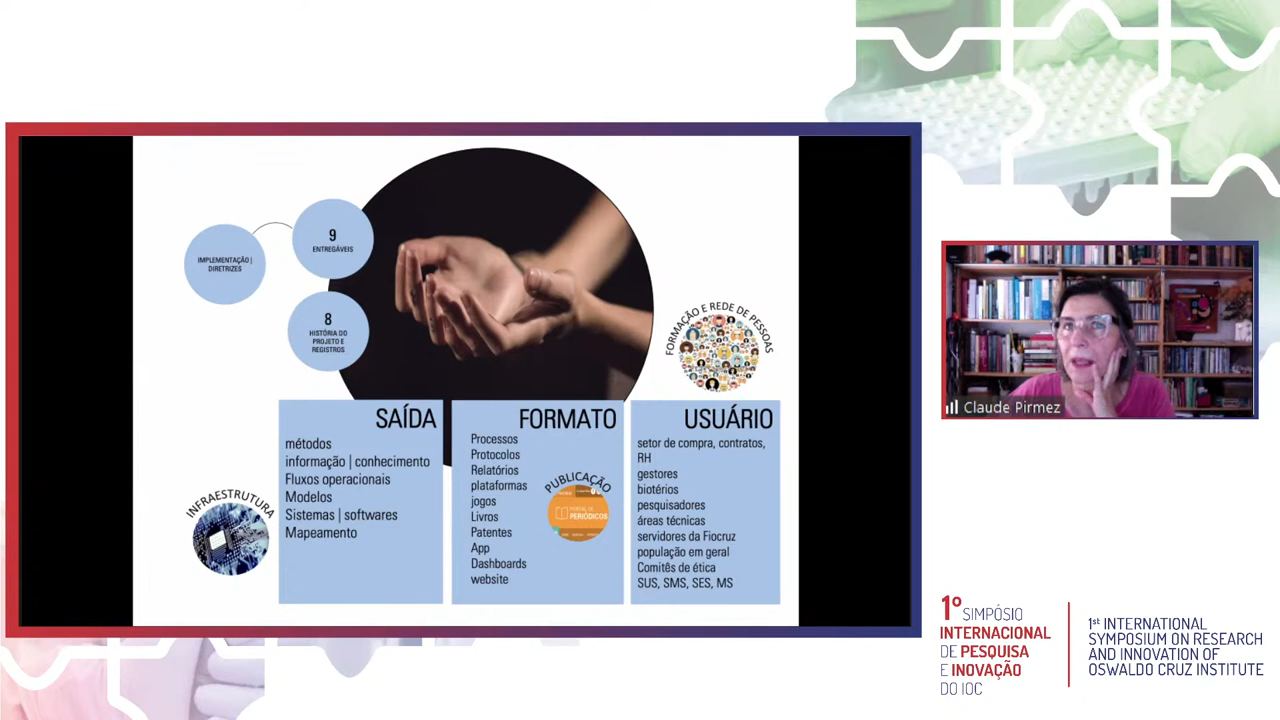 9
ENTREGÁVEIS
IMPLEMENTAÇÃO |
DIRETRIZES
8
HISTÓRIA DO
PROJETO E
REGISTROS
FORMAÇÃO E REDE DE PESSOAS
INFRAESTRUTURA
SAÍDA
métodos
informação | conhecimento
Fluxos operacionais
Modelos
Sistemas | softwares
Mapeamento
FORMATO
Processos
Protocolos
Relatórios
plataformas
jogos
Livros
Patentes
App
Dashboards
website
PUBLICAÇÃO
PERIÓDICOS
USUÁRIO
setor de compra, contratos,
RH
gestores
biotérios
pesquisadores
áreas técnicas
servidores da Fiocruz
população em geral
Comitês de ética
SUS, SMS, SES, MS
Claude Pirmez
1º SIMPÓSIO
INTERNACIONAL
DE PESQUISA
E INOVAÇÃO
DO IOC
1st INTERNATIONAL
SYMPOSIUM ON RESEARCH
AND INNOVATION OF
OSWALDO CRUZ INSTITUTE